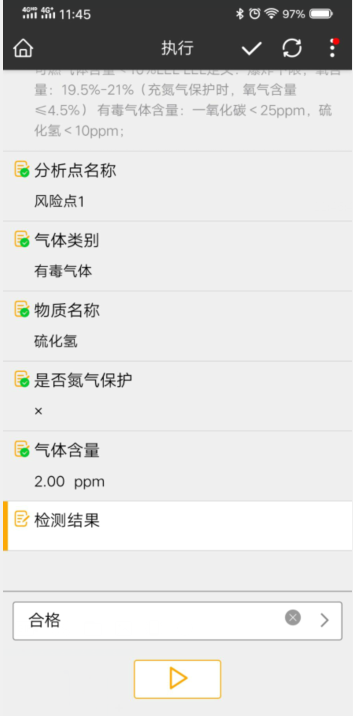 4G 4G 11:45 97%
执行
量：19.5%-21%（充氮气保护时，氧气含量
≤4.5%） 有毒气体含量：一氧化碳＜25ppm，硫
化氢＜10ppm；
分析点名称
风险点1
气体类别
有毒气体
物质名称
硫化氢
是否氮气保护
×
气体含量
2.00 ppm
检测结果
合格